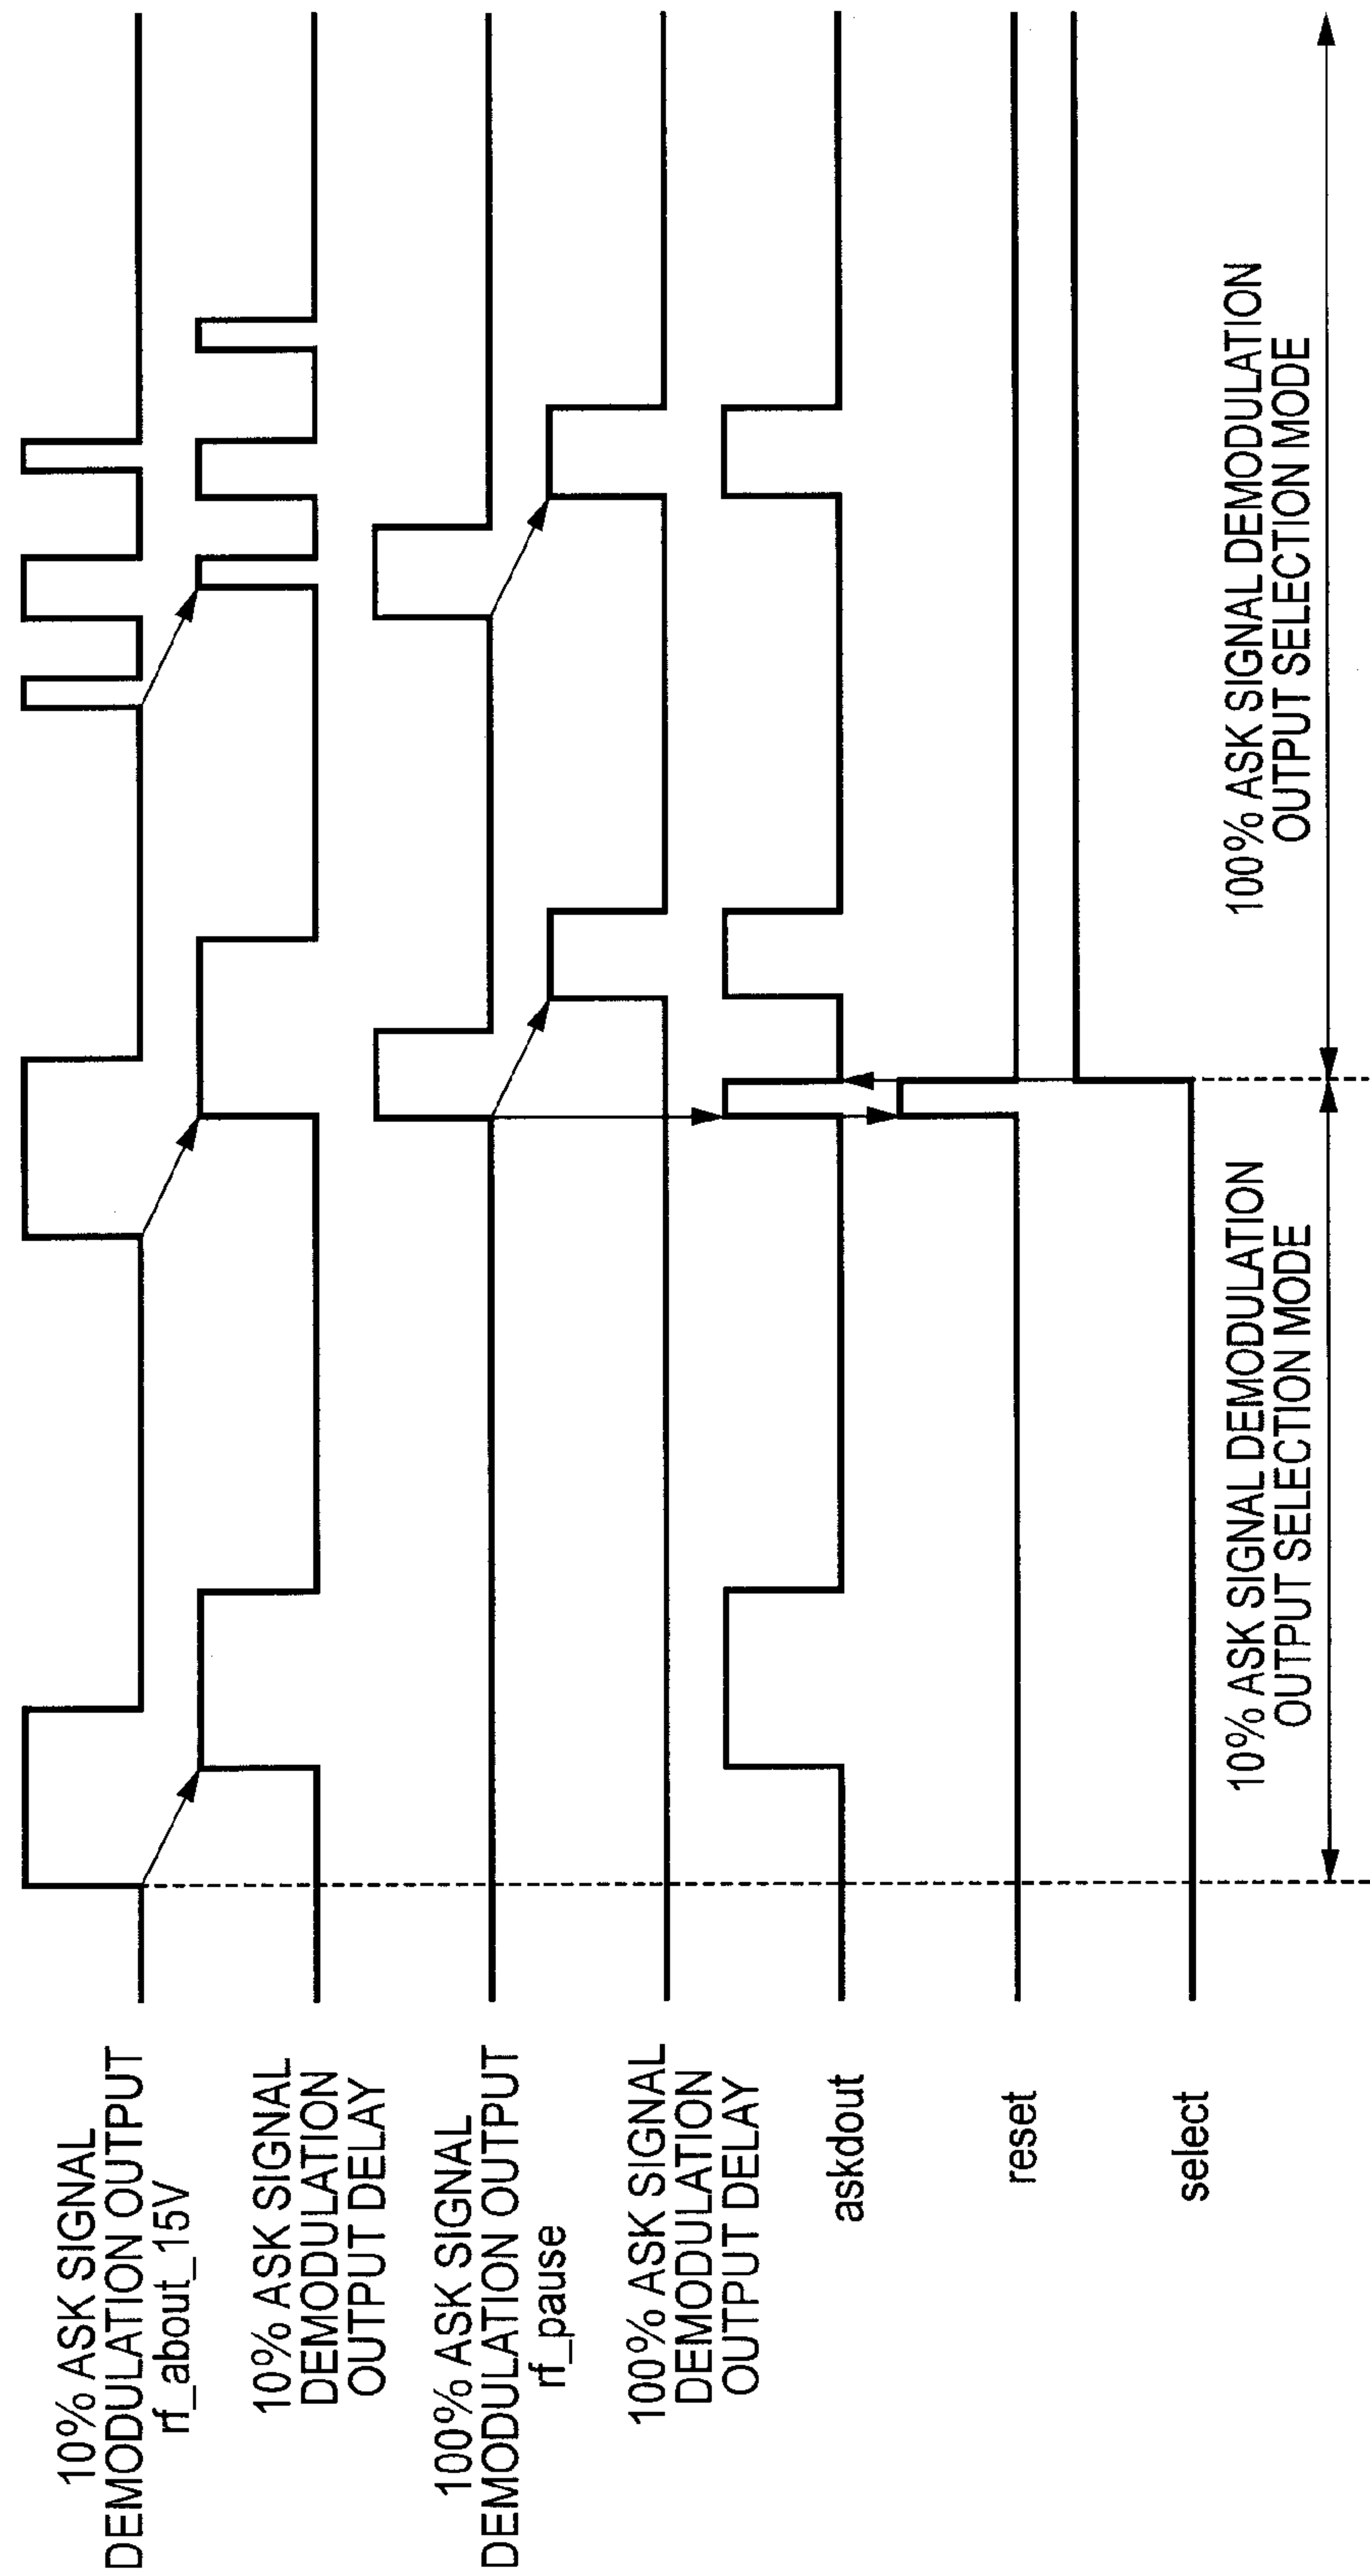 10% ASK SIGNAL
DEMODULATION OUTPUT
rf_about_15V
10% ASK SIGNAL
DEMODULATION
OUTPUT DELAY
100% ASK SIGNAL
DEMODULATION OUTPUT
rf_pause
100% ASK SIGNAL
DEMODULATION
OUTPUT DELAY
askdout
reset
select
10% ASK SIGNAL DEMODULATION
OUTPUT SELECTION MODE
100% ASK SIGNAL DEMODULATION
OUTPUT SELECTION MODE